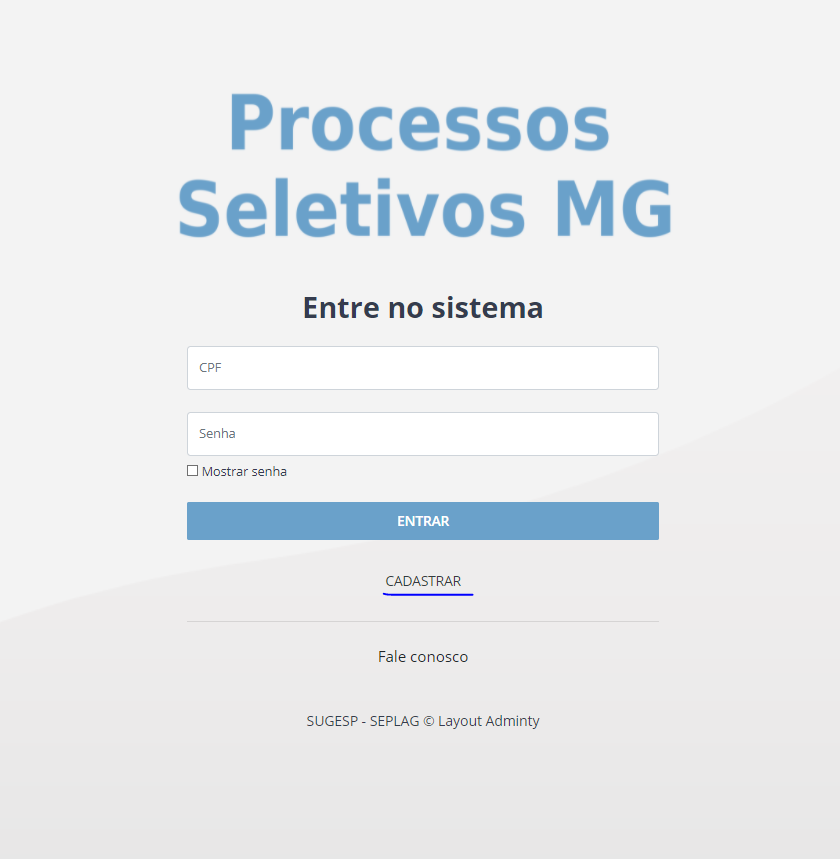 Processos
Seletivos MG
Entre no sistema
CPF
Senha
Mostrar senha
ENTRAR
CADASTRAR
Fale conosco
SUGESP - SEPLAG © Layout Adminty